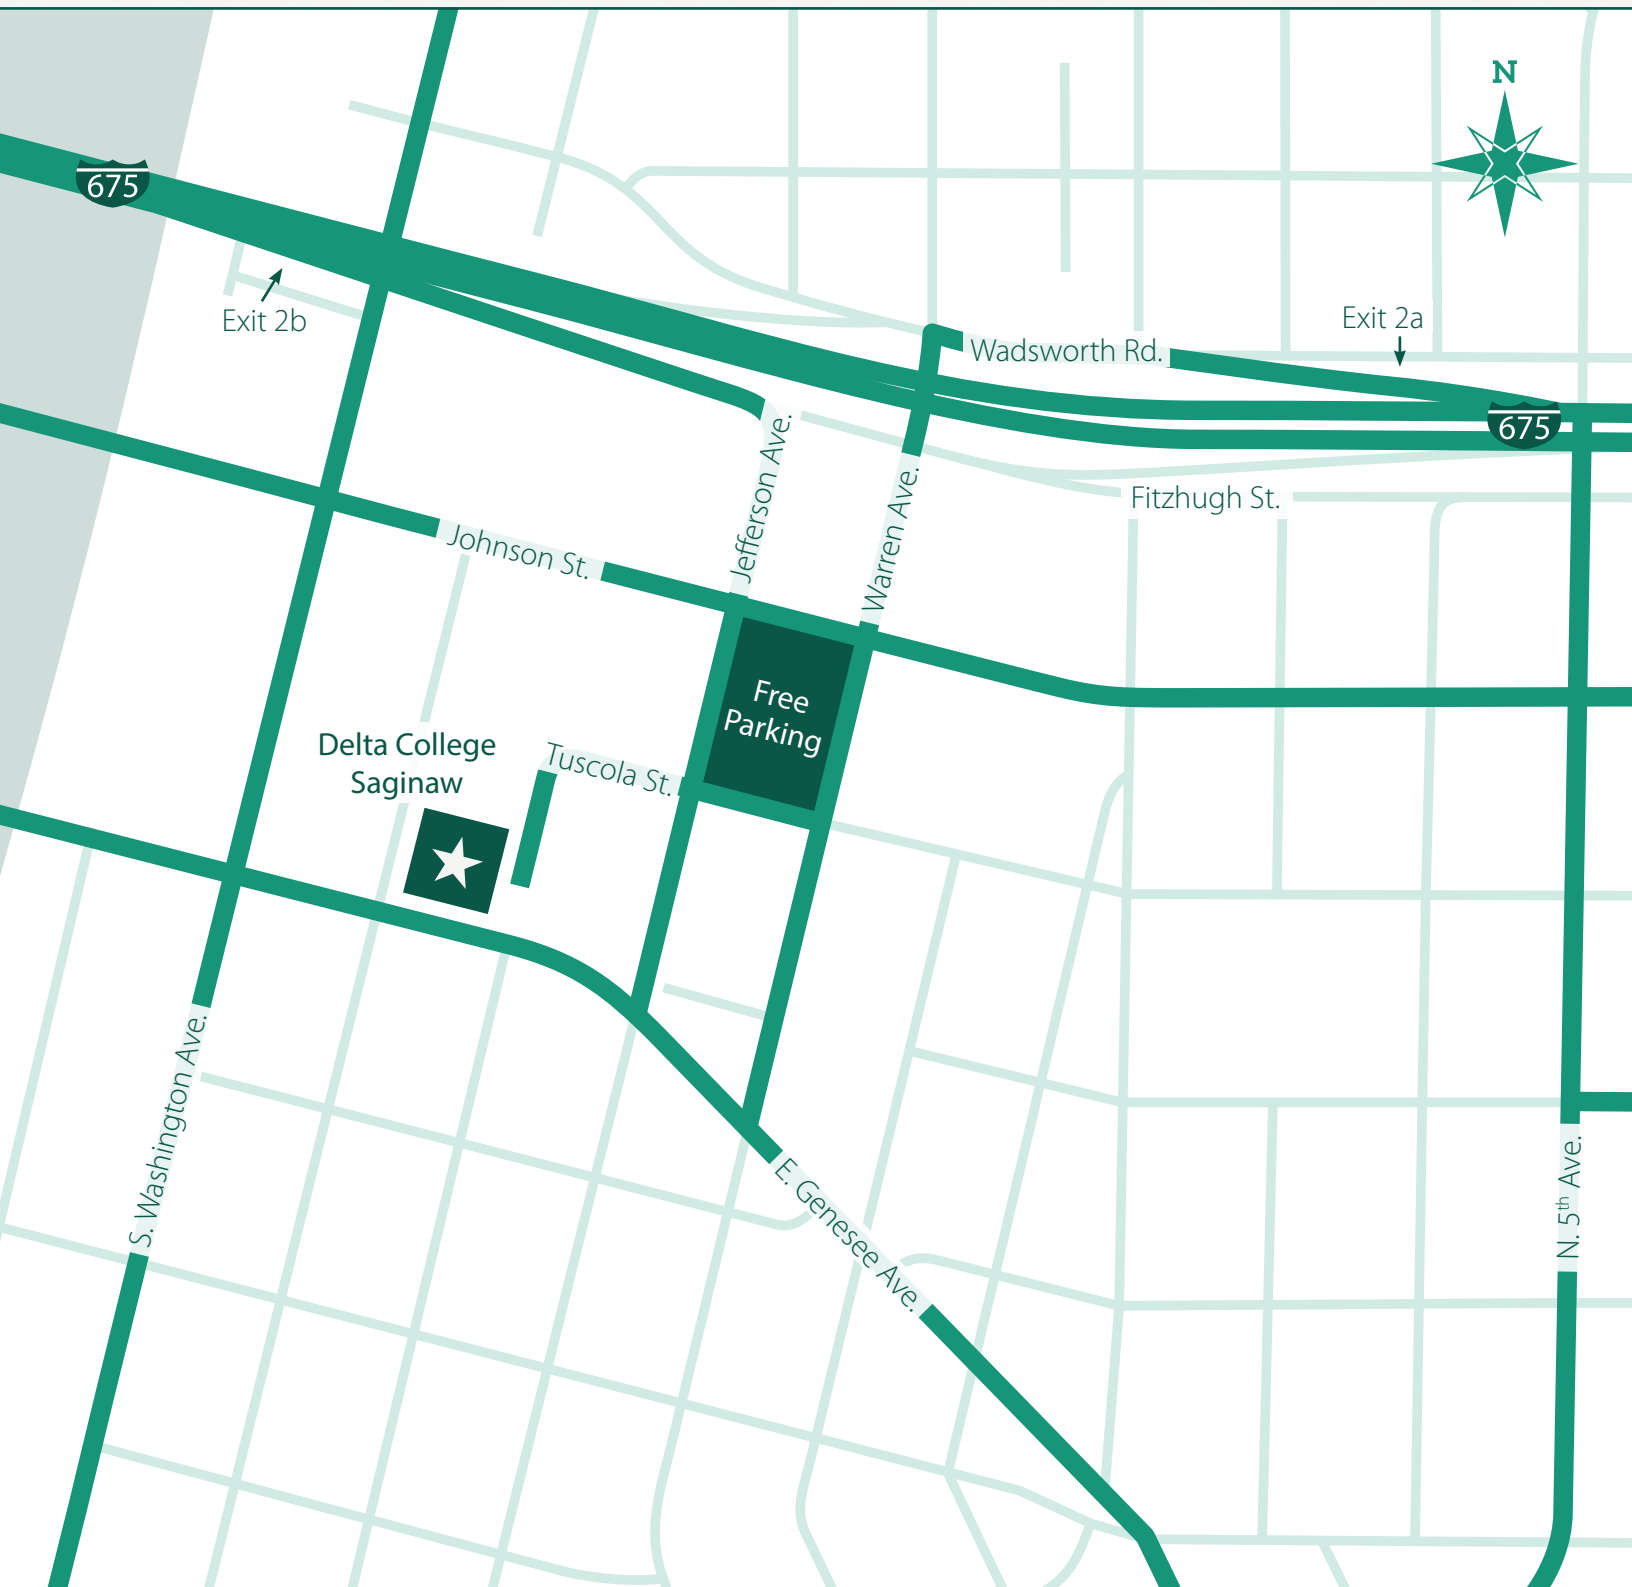 N
675
Exit 2b
Exit 2a
Wadsworth Rd.
675
Jefferson Ave.
Warren Ave.
Fitzhugh St.
Johnson St.
Free
Parking
Delta College
Saginaw
Tuscola St.
S. Washington Ave.
E. Genesee Ave.
N. 5th Ave.